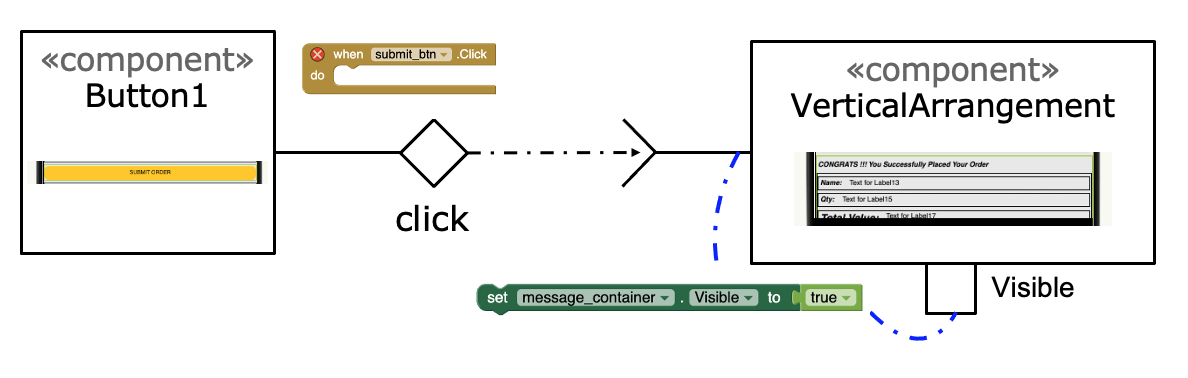 «component»
Button1
SUBMIT ORDER
when submit_btn .Click
do
click
«component»
VerticalArrangement
CONGRATS !!! You Successfully Placed Your Order
Name: Text for Label13
Qty: Text for Label15
Total Value: Text for Label17
set message_container . Visible to true
Visible